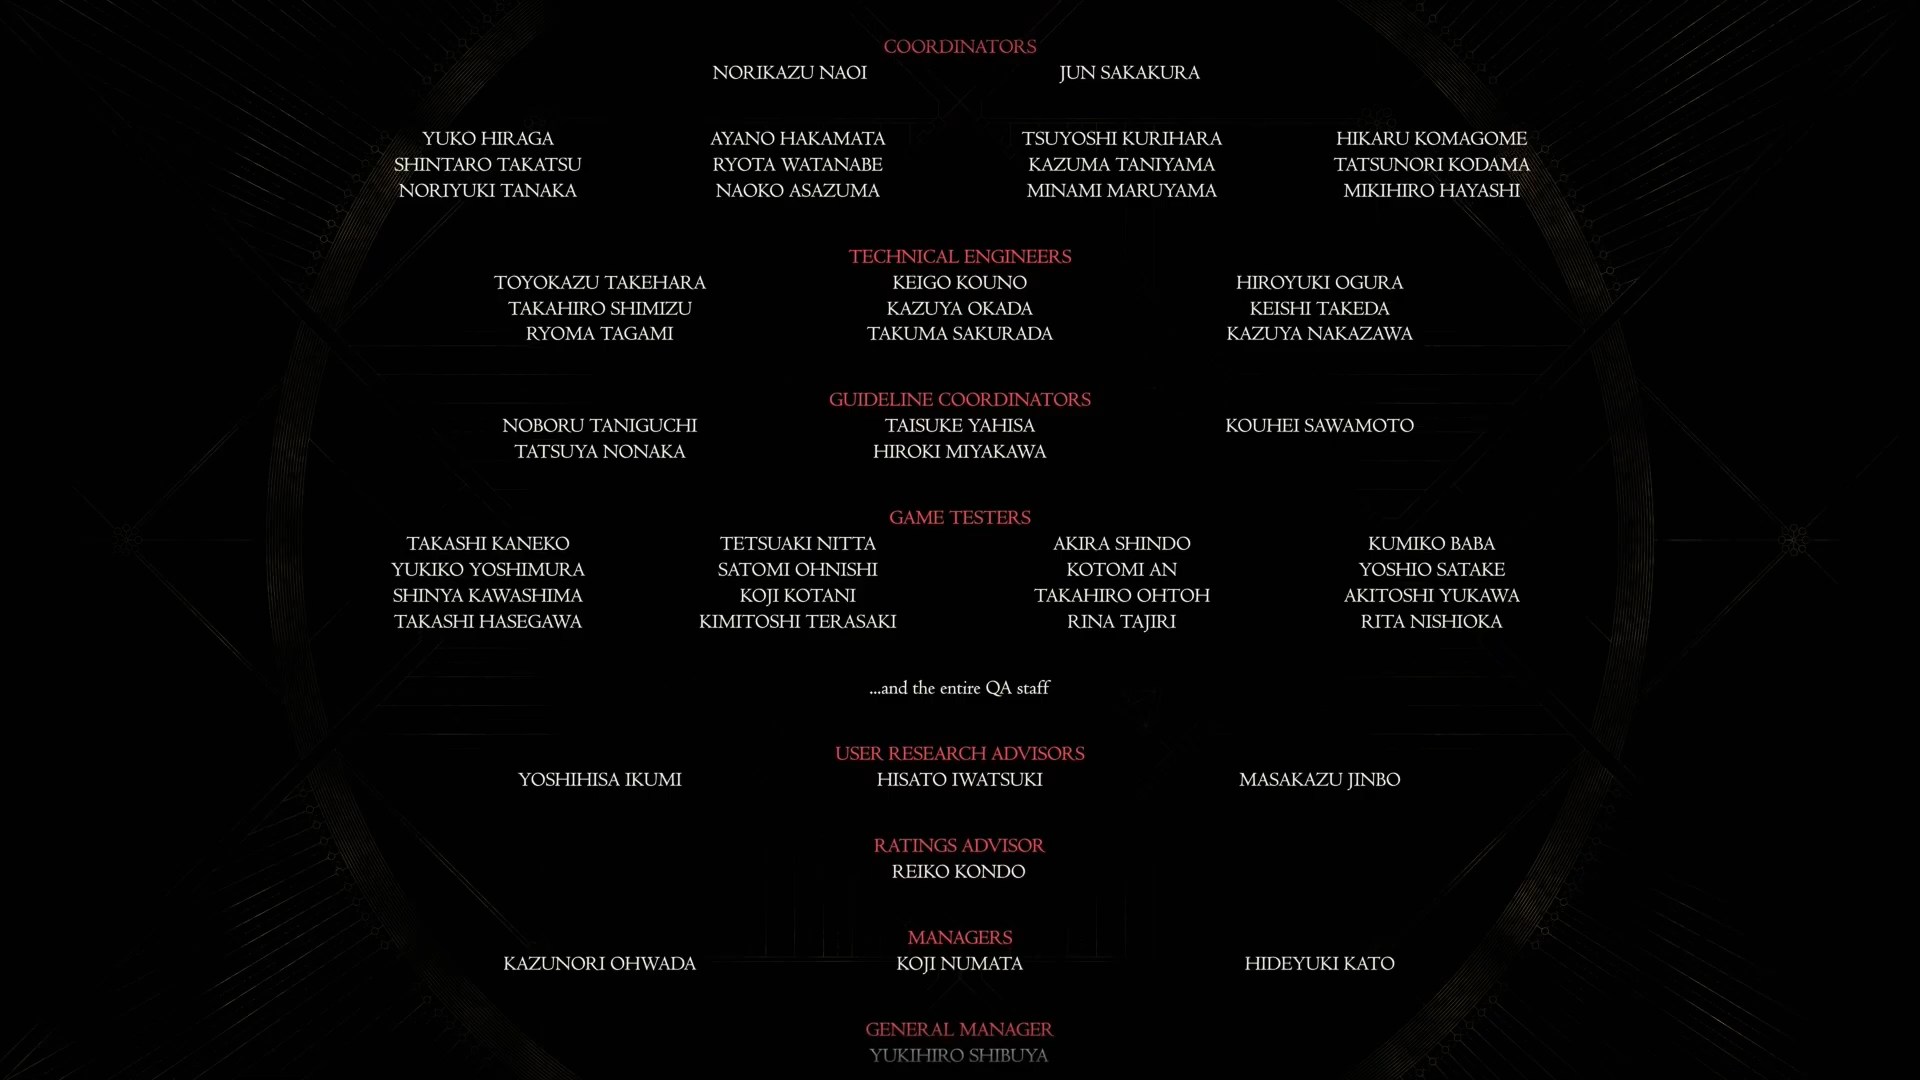 COORDINATORS
NORIKAZU NAOI JUN SAKAKURA
YUKO HIRAGA AYANO HAKAMATA TSUYOSHI KURIHARA HIKARU KOMAGOME
SHINTARO TAKATSU RYOTA WATANABE KAZUMA TANIYAMA TATSUNORI KODAMA
NORIYUKI TANAKA NAOKO ASAZUMA MINAMI MARUYAMA MIKIHIRO HAYASHI
TECHNICAL ENGINEERS
TOYOKAZU TAKEHARA KEIGO KOUNO HIROYUKI OGURA
TAKAHIRO SHIMIZU KAZUYA OKADA KEISHI TAKEDA
RYOMA TAGAMI TAKUMA SAKURADA KAZUYA NAKAZAWA
GUIDELINE COORDINATORS
NOBORU TANIGUCHI TAISUKE YAHISA KOUHEI SAWAMOTO
TATSUYA NONAKA HIROKI MIYAKAWA
GAME TESTERS
TAKASHI KANEKO TETSUAKI NITTA AKIRA SHINDO KUMIKO BABA
YUKIKO YOSHIMURA SATOMI OHNISHI KOTOMI AN YOSHIO SATAKE
SHINYA KAWASHIMA KOJI KOTANI TAKAHIRO OHTOH AKITOSHI YUKAWA
TAKASHI HASEGAWA KIMITOSHI TERASAKI RINA TAJIRI RITA NISHIOKA
...and the entire QA staff
USER RESEARCH ADVISORS
YOSHIHISA IKUMI HISATO IWATSUKI MASAKAZU JINBO
RATINGS ADVISOR
REIKO KONDO
MANAGERS
KAZUNORI OHWADA KOJI NUMATA HIDEYUKI KATO
GENERAL MANAGER
YUKIHIRO SHIBUYA